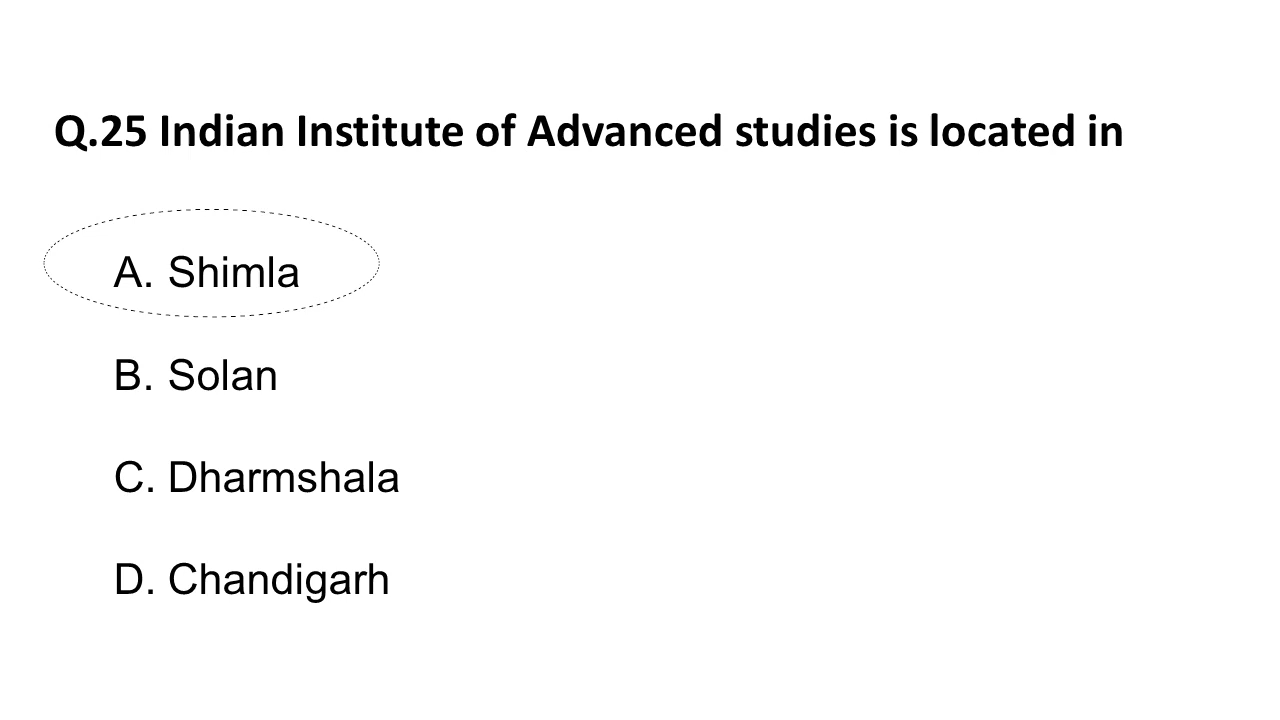 Q.25 Indian Institute of Advanced studies is located in
A. Shimla
B. Solan
C. Dharmshala
D. Chandigarh